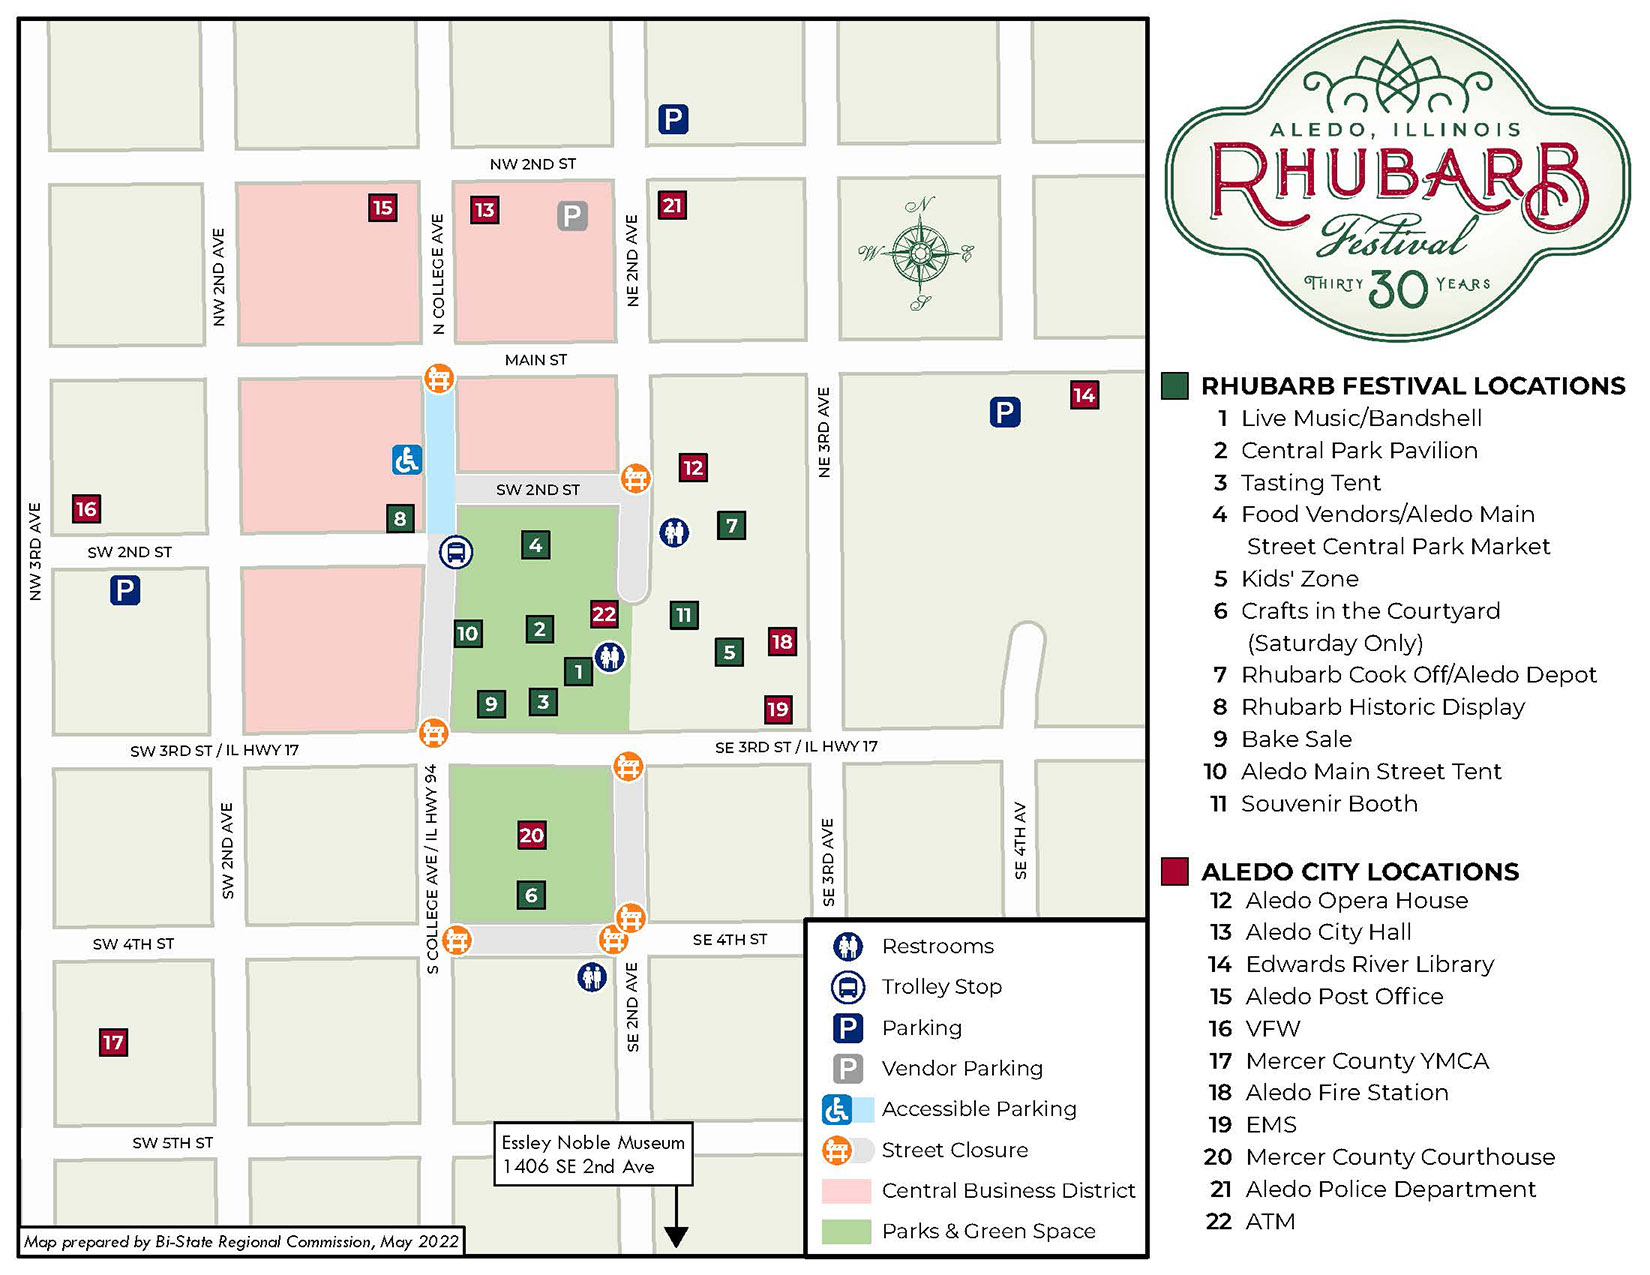 P
NW 2ND ST
15
13
P
21
NW 2ND AVE
N COLLEGE AVE
NE 2ND AVE
N
W
E
S
MAIN ST
P
14
NE 3RD AVE
12
16
8
SW 2ND ST
7
NW 3RD AVE
SW 2ND ST
4
P
22
11
10
2
18
5
1
9
3
19
SW 3RD ST / IL HWY 17
SE 3RD ST / IL HWY 17
SW 2ND AVE
S COLLEGE AVE / IL HWY 94
20
6
SE 3RD AVE
SE 4TH AV
SW 4TH ST
SE 4TH ST
SE 2ND AVE
17
SW 5TH ST
Essley Noble Museum
1406 SE 2nd Ave
Map prepared by Bi-State Regional Commission, May 2022
Restrooms
Trolley Stop
P Parking
P Vendor Parking
Accessible Parking
Street Closure
Central Business District
Parks & Green Space
ALEDO, ILLINOIS
RHUBARB
Festival
THIRTY 30 YEARS
RHUBARB FESTIVAL LOCATIONS
1 Live Music/Bandshell
2 Central Park Pavilion
3 Tasting Tent
4 Food Vendors/Aledo Main
Street Central Park Market
5 Kids' Zone
6 Crafts in the Courtyard
(Saturday Only)
7 Rhubarb Cook Off/Aledo Depot
8 Rhubarb Historic Display
9 Bake Sale
10 Aledo Main Street Tent
11 Souvenir Booth
ALEDO CITY LOCATIONS
12 Aledo Opera House
13 Aledo City Hall
14 Edwards River Library
15 Aledo Post Office
16 VFW
17 Mercer County YMCA
18 Aledo Fire Station
19 EMS
20 Mercer County Courthouse
21 Aledo Police Department
22 ATM